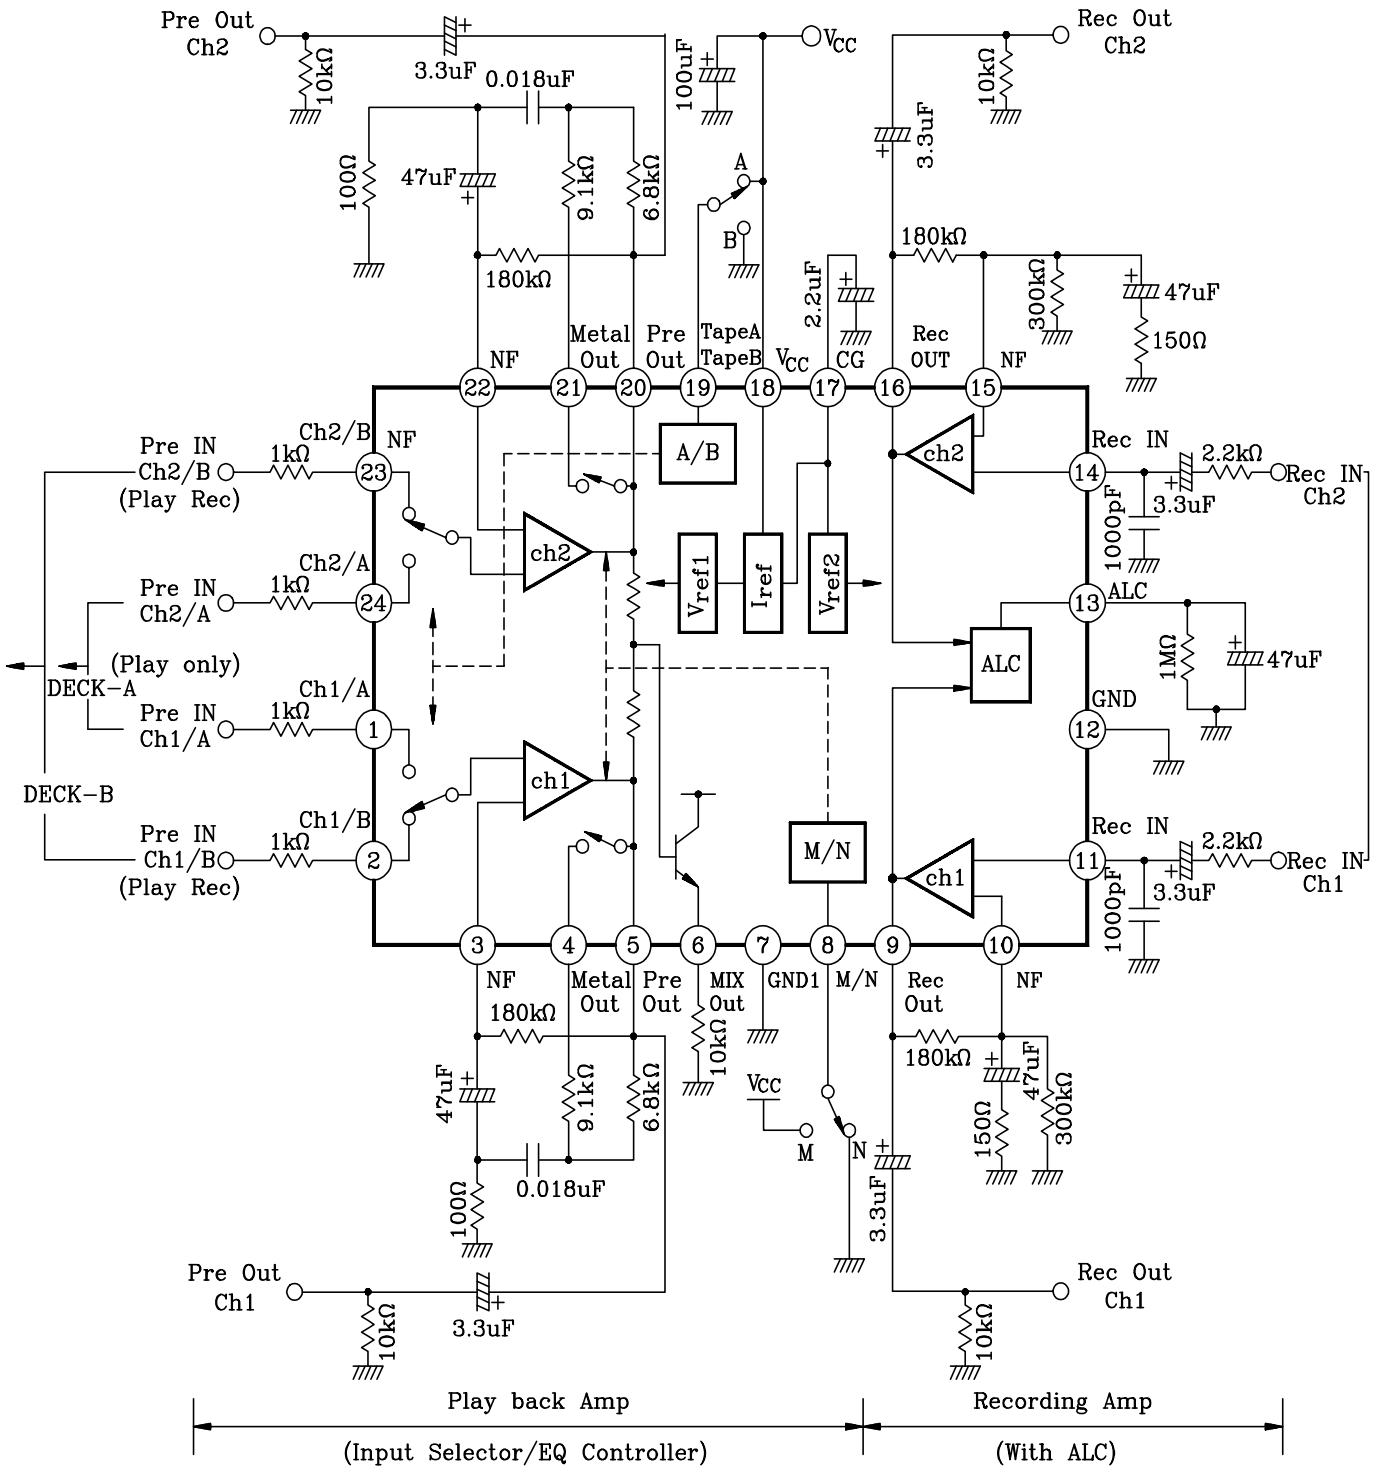 Pre Out
Ch2
3.3uF
10kΩ
0.018uF
100uF
VCC
Rec Out
Ch2
10kΩ
3.3uF
100Ω
47uF
9.1kΩ
6.8kΩ
180kΩ
A
B
2.2uF
180kΩ
300kΩ
47uF
150Ω
NF
Metal
Out
Pre
Out
TapeA
TapeB
VCC
CG
Rec
OUT
NF
22
21
20
19
18
17
16
15
Pre IN
Ch2/B
(Play Rec)
1kΩ
Ch2/B
NF
23
A/B
ch2
Rec IN
14
2.2kΩ
3.3uF
1000pF
Rec IN
Ch2
Pre IN
Ch2/A
1kΩ
Ch2/A
24
ch2
Vref1
Iref
Vref2
13
ALC
ALC
1MΩ
47uF
(Play only)
DECK-A
DECK-B
Pre IN
Ch1/A
1kΩ
Ch1/A
1
ch1
GND
12
Pre IN
Ch1/B
(Play Rec)
1kΩ
Ch1/B
2
M/N
ch1
Rec IN
11
2.2kΩ
3.3uF
1000pF
Rec IN
Ch1
3
4
5
6
7
8
9
10
NF
Metal
Out
Pre
Out
MIX
Out
GND1
M/N
Rec
Out
NF
180kΩ
47uF
9.1kΩ
6.8kΩ
10kΩ
VCC
M
N
180kΩ
47uF
150Ω
300kΩ
0.018uF
100Ω
3.3uF
Pre Out
Ch1
3.3uF
10kΩ
Rec Out
Ch1
10kΩ
Play back Amp
Recording Amp
(Input Selector/EQ Controller)
(With ALC)